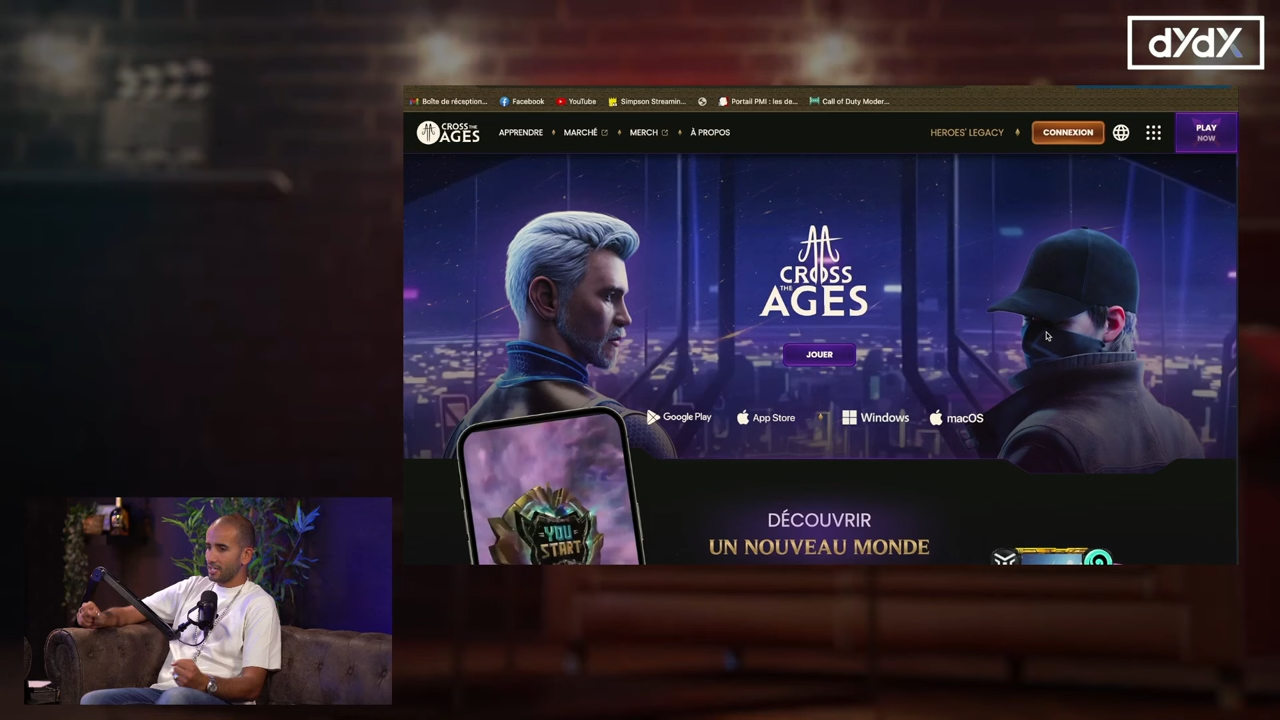 dYdX
Boîte de réception...
Facebook
YouTube
Simpson Streamin...
Portail PMI : les de...
Call of Duty Moder...
CROSS THE AGES
APPRENDRE
MARCHÉ
MERCH
À PROPOS
HEROES' LEGACY
CONNEXION
PLAY
NOW
CROSS
THE AGES
JOUER
Google Play
App Store
Windows
macOS
YOU
START
DÉCOUVRIR
UN NOUVEAU MONDE